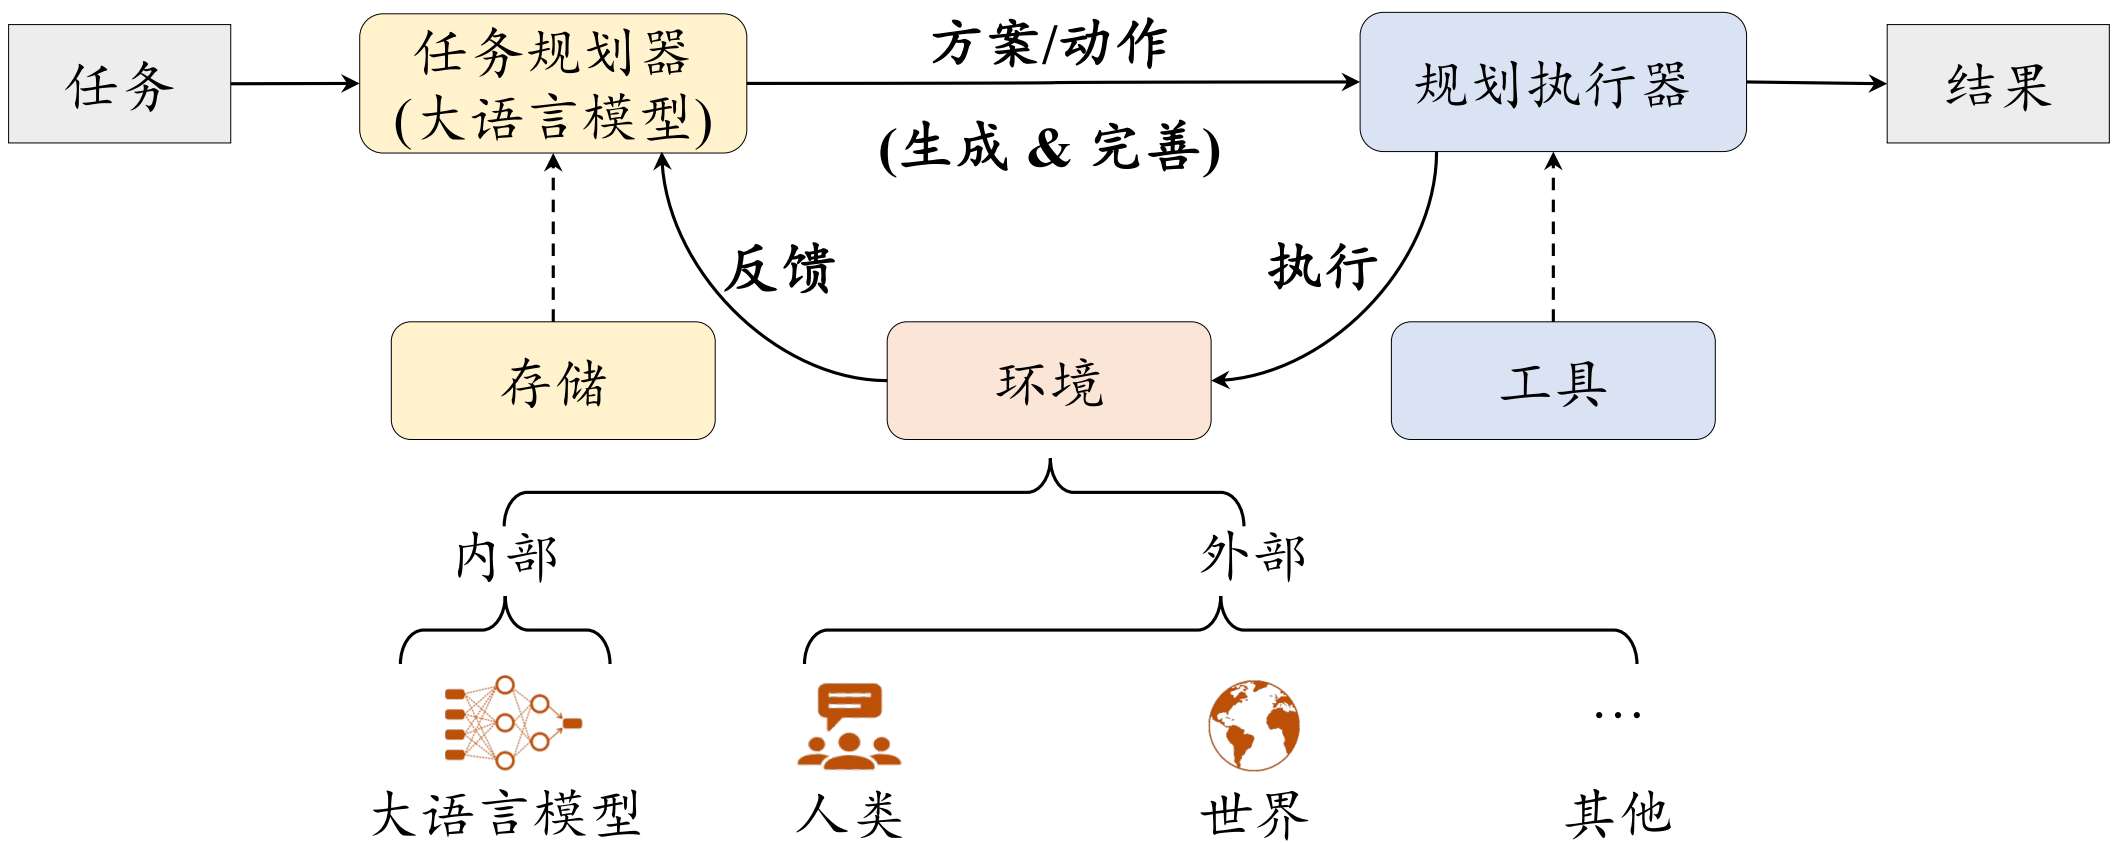 任务
任务规划器
(大语言模型)
方案/动作
(生成 & 完善)
规划执行器
结果
反馈
执行
存储
环境
工具
内部
外部
大语言模型
人类
世界
…
其他